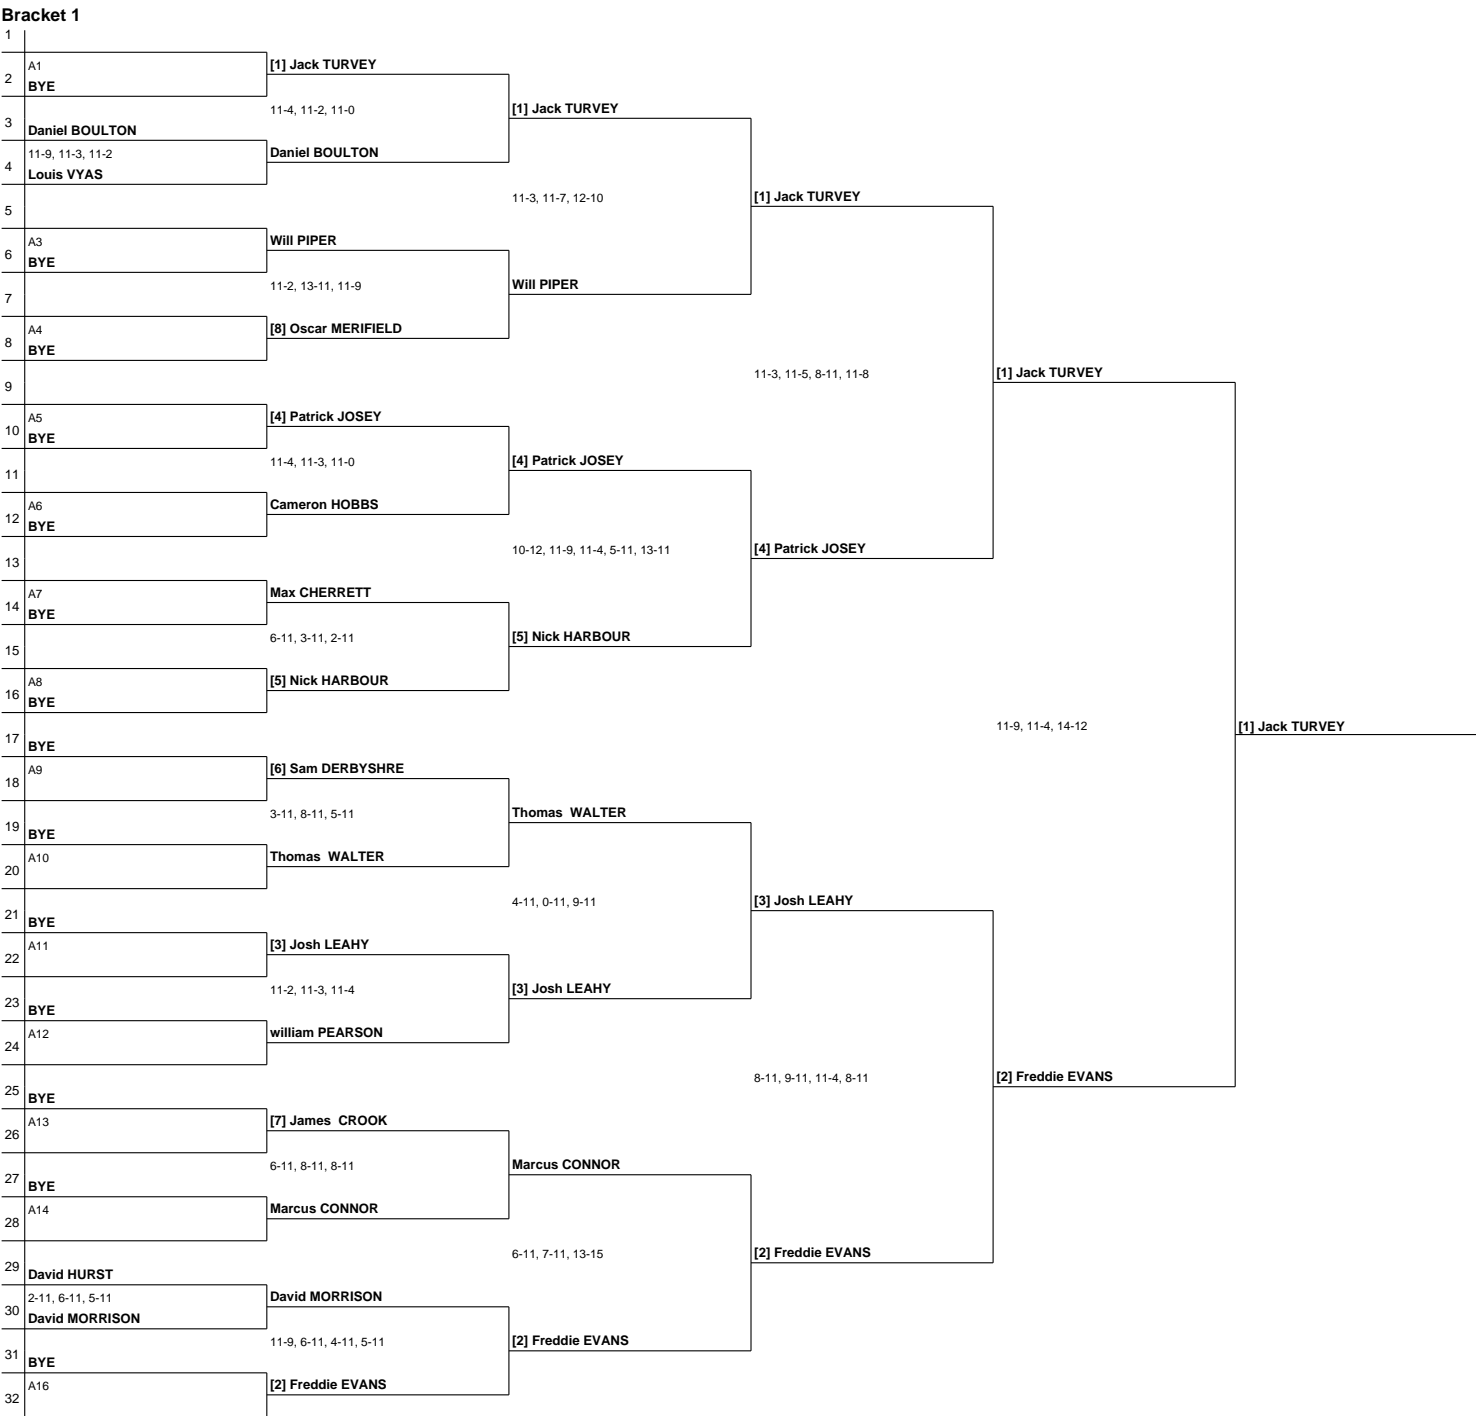 Bracket 1
1
A1
[1] Jack TURVEY
2
BYE
11-4, 11-2, 11-0
[1] Jack TURVEY
3
Daniel BOULTON
11-9, 11-3, 11-2
Daniel BOULTON
4
Louis VYAS
11-3, 11-7, 12-10
[1] Jack TURVEY
5
A3
Will PIPER
6
BYE
11-2, 13-11, 11-9
Will PIPER
7
A4
[8] Oscar MERIFIELD
8
BYE
11-3, 11-5, 8-11, 11-8
[1] Jack TURVEY
9
A5
[4] Patrick JOSEY
10
BYE
11-4, 11-3, 11-0
[4] Patrick JOSEY
11
A6
Cameron HOBBS
12
BYE
10-12, 11-9, 11-4, 5-11, 13-11
[4] Patrick JOSEY
13
A7
Max CHERRETT
14
BYE
6-11, 3-11, 2-11
[5] Nick HARBOUR
15
A8
[5] Nick HARBOUR
16
BYE
11-9, 11-4, 14-12
[1] Jack TURVEY
17
BYE
A9
[6] Sam DERBYSHRE
18
3-11, 8-11, 5-11
Thomas WALTER
19
BYE
A10
Thomas WALTER
20
4-11, 0-11, 9-11
[3] Josh LEAHY
21
BYE
A11
[3] Josh LEAHY
22
11-2, 11-3, 11-4
[3] Josh LEAHY
23
BYE
A12
william PEARSON
24
8-11, 9-11, 11-4, 8-11
[2] Freddie EVANS
25
BYE
A13
[7] James CROOK
26
6-11, 8-11, 8-11
Marcus CONNOR
27
BYE
A14
Marcus CONNOR
28
6-11, 7-11, 13-15
[2] Freddie EVANS
29
David HURST
2-11, 6-11, 5-11
David MORRISON
30
David MORRISON
11-9, 6-11, 4-11, 5-11
[2] Freddie EVANS
31
BYE
A16
[2] Freddie EVANS
32